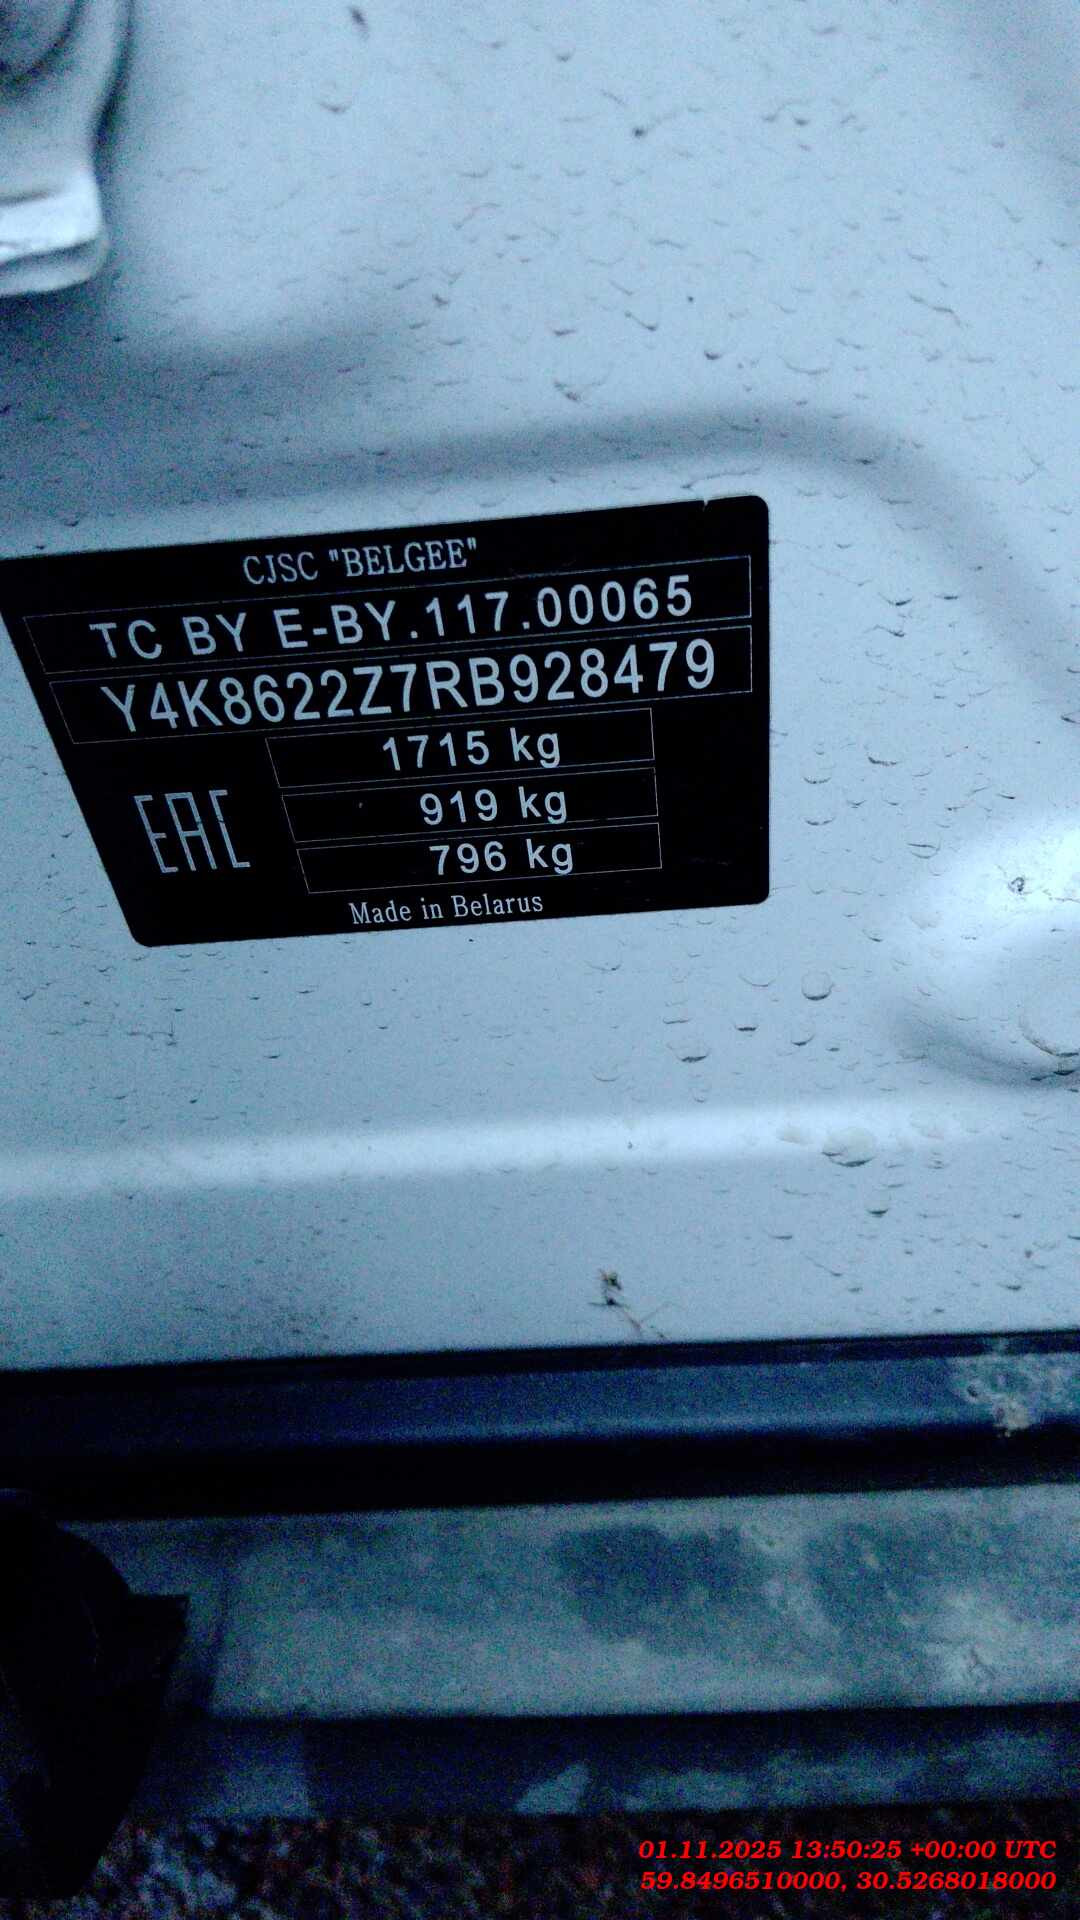 CJSC "BELGEE"
TC BY E-BY.117.00065
Y4K8622Z7RB928479
1715 kg
919 kg
796 kg
EAC
Made in Belarus
01.11.2025 13:50:25 +00:00 UTC
59.8496510000, 30.5268018000